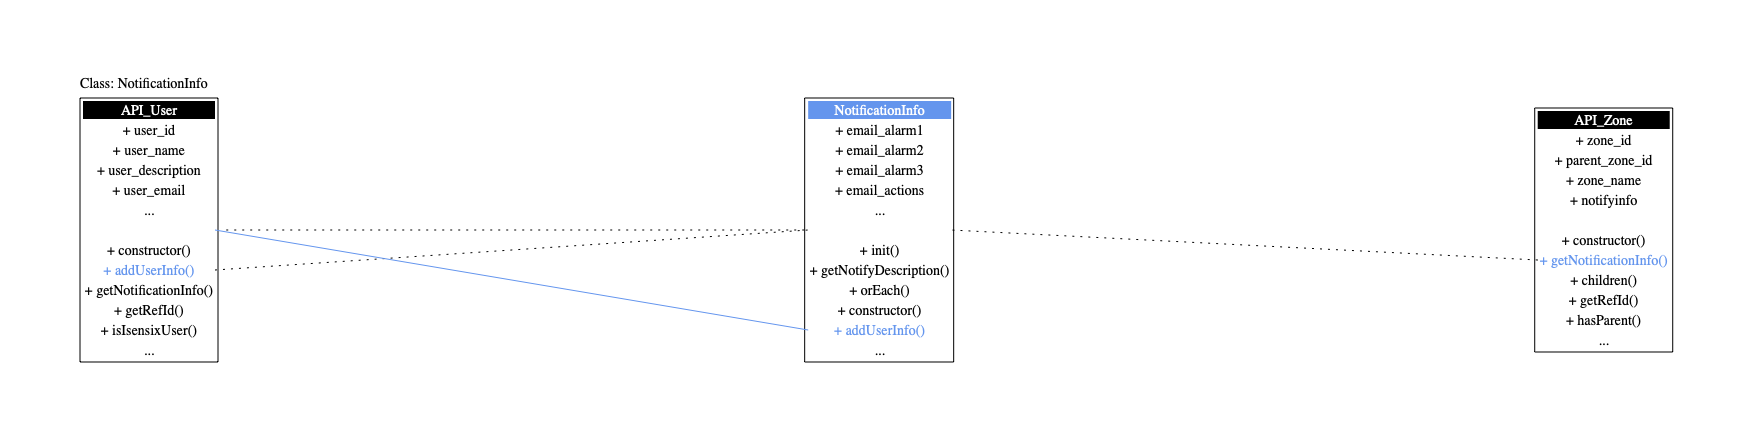 Class: NotificationInfo
API_User
+ user_id
+ user_name
+ user_description
+ user_email
...
+ constructor()
+ addUserInfo()
+ getNotificationInfo()
+ getRefId()
+ isIsensixUser()
...
NotificationInfo
+ email_alarm1
+ email_alarm2
+ email_alarm3
+ email_actions
...
+ init()
+ getNotifyDescription()
+ orEach()
+ constructor()
+ addUserInfo()
...
API_Zone
+ zone_id
+ parent_zone_id
+ zone_name
+ notifyinfo
+ constructor()
+ getNotificationInfo()
+ children()
+ getRefId()
+ hasParent()
...